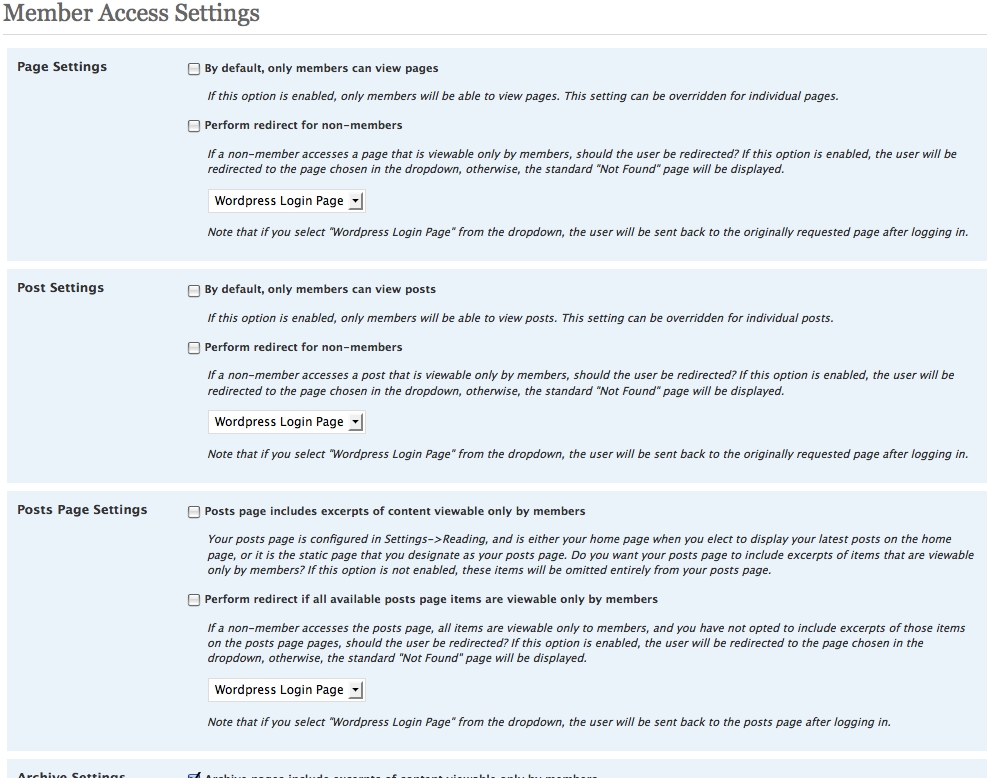 Member Access Settings
Page Settings
By default, only members can view pages
If this option is enabled, only members will be able to view pages. This setting can be overridden for individual pages.
Perform redirect for non-members
If a non-member accesses a page that is viewable only by members, should the user be redirected? If this option is enabled, the user will be
redirected to the page chosen in the dropdown, otherwise, the standard "Not Found" page will be displayed.
Wordpress Login Page
Note that if you select "Wordpress Login Page" from the dropdown, the user will be sent back to the originally requested page after logging in.
Post Settings
By default, only members can view posts
If this option is enabled, only members will be able to view posts. This setting can be overridden for individual posts.
Perform redirect for non-members
If a non-member accesses a post that is viewable only by members, should the user be redirected? If this option is enabled, the user will be
redirected to the page chosen in the dropdown, otherwise, the standard "Not Found" page will be displayed.
Wordpress Login Page
Note that if you select "Wordpress Login Page" from the dropdown, the user will be sent back to the originally requested page after logging in.
Posts Page Settings
Posts page includes excerpts of content viewable only by members
Your posts page is configured in Settings->Reading, and is either your home page when you elect to display your latest posts on the home
page, or it is the static page that you designate as your posts page. Do you want your posts page to include excerpts of items that are viewable
only by members? If this option is not enabled, these items will be omitted entirely from your posts page.
Perform redirect if all available posts page items are viewable only by members
If a non-member accesses the posts page, all items are viewable only to members, and you have not opted to include excerpts of those items
on the posts page pages, should the user be redirected? If this option is enabled, the user will be redirected to the page chosen in the
dropdown, otherwise, the standard "Not Found" page will be displayed.
Wordpress Login Page
Note that if you select "Wordpress Login Page" from the dropdown, the user will be sent back to the posts page after logging in.
Archive Settings
Archive pages include excerpts of content viewable only by members